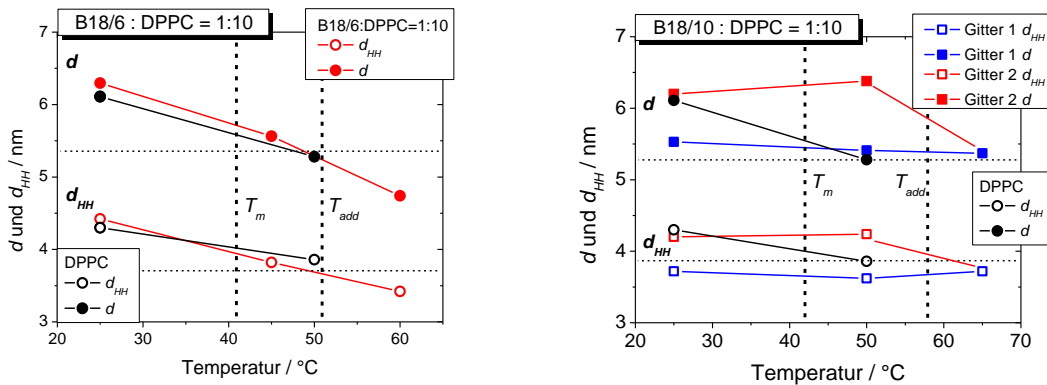 B18/6 : DPPC = 1:10
B18/6:DPPC=1:10
d_HH
d
d
d_HH
T_m
T_add
DPPC
d_HH
d
d und d_HH / nm
7
6
5
4
3
20 30 40 50 60
Temperatur / °C
B18/10 : DPPC = 1:10
Gitter 1 d_HH
Gitter 1 d
Gitter 2 d_HH
Gitter 2 d
d
d_HH
T_m
T_add
DPPC
d_HH
d
d und d_HH / nm
7
6
5
4
3
20 30 40 50 60 70
Temperatur / °C